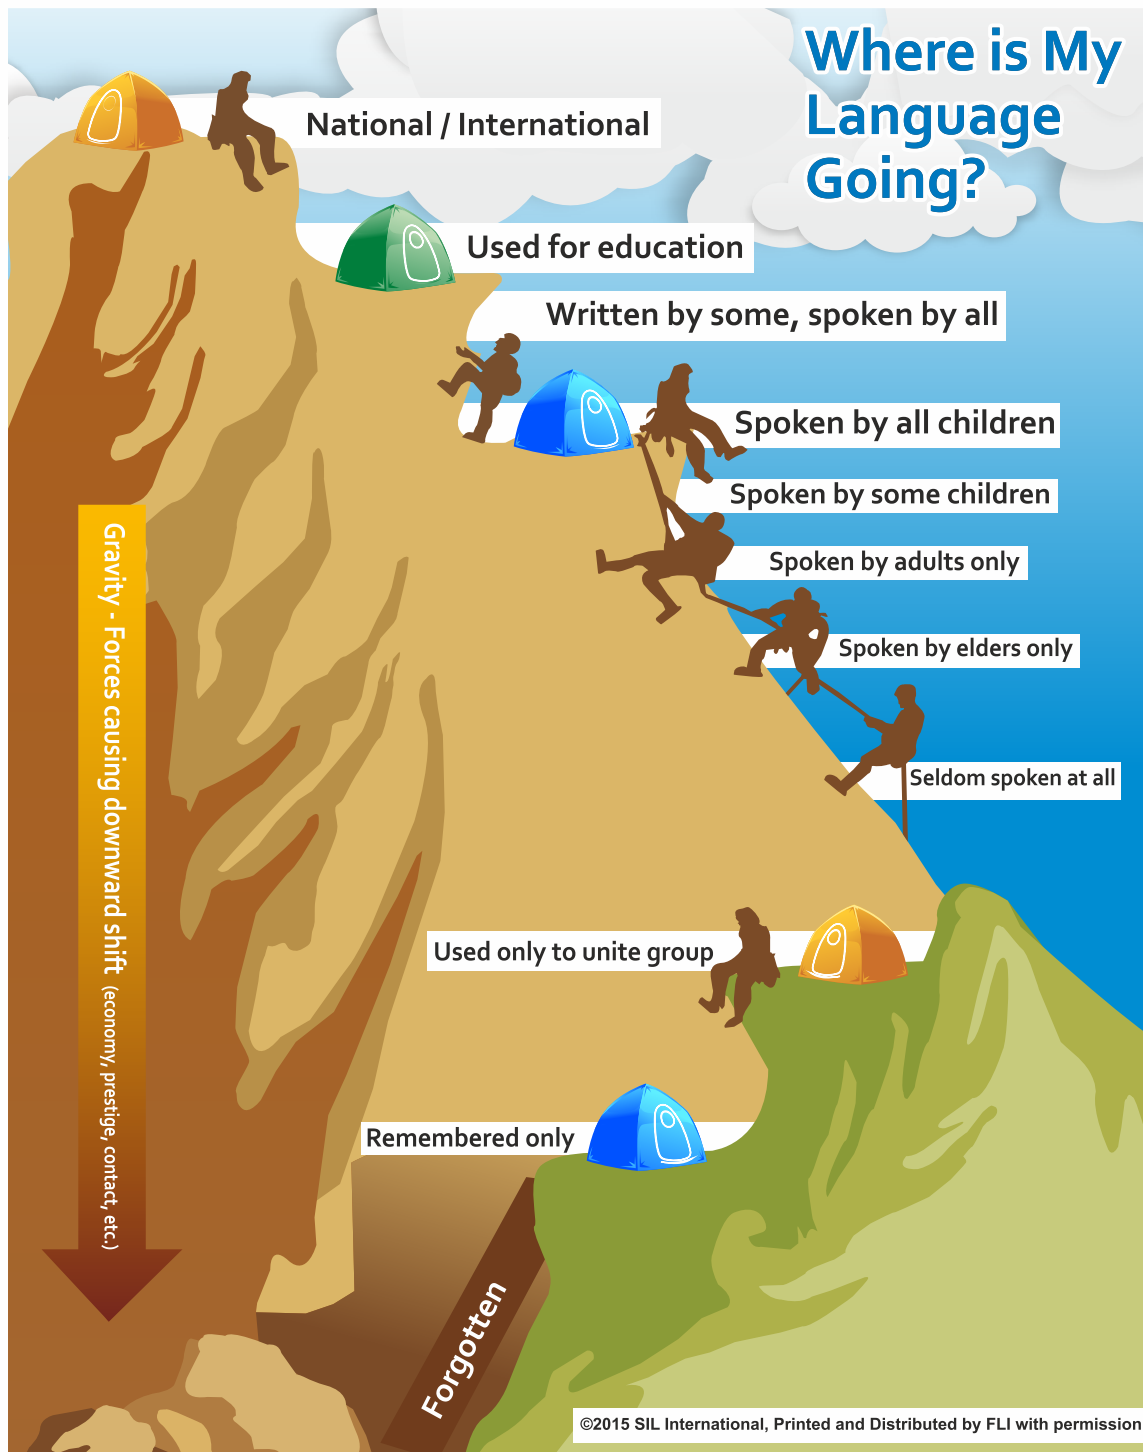 Where is My
Language
Going?
National / International
Used for education
Written by some, spoken by all
Spoken by all children
Spoken by some children
Spoken by adults only
Spoken by elders only
Seldom spoken at all
Used only to unite group
Remembered only
Forgotten
Gravity - Forces causing downward shift (economy, prestige, contact, etc.)
©2015 SIL International, Printed and Distributed by FLI with permission